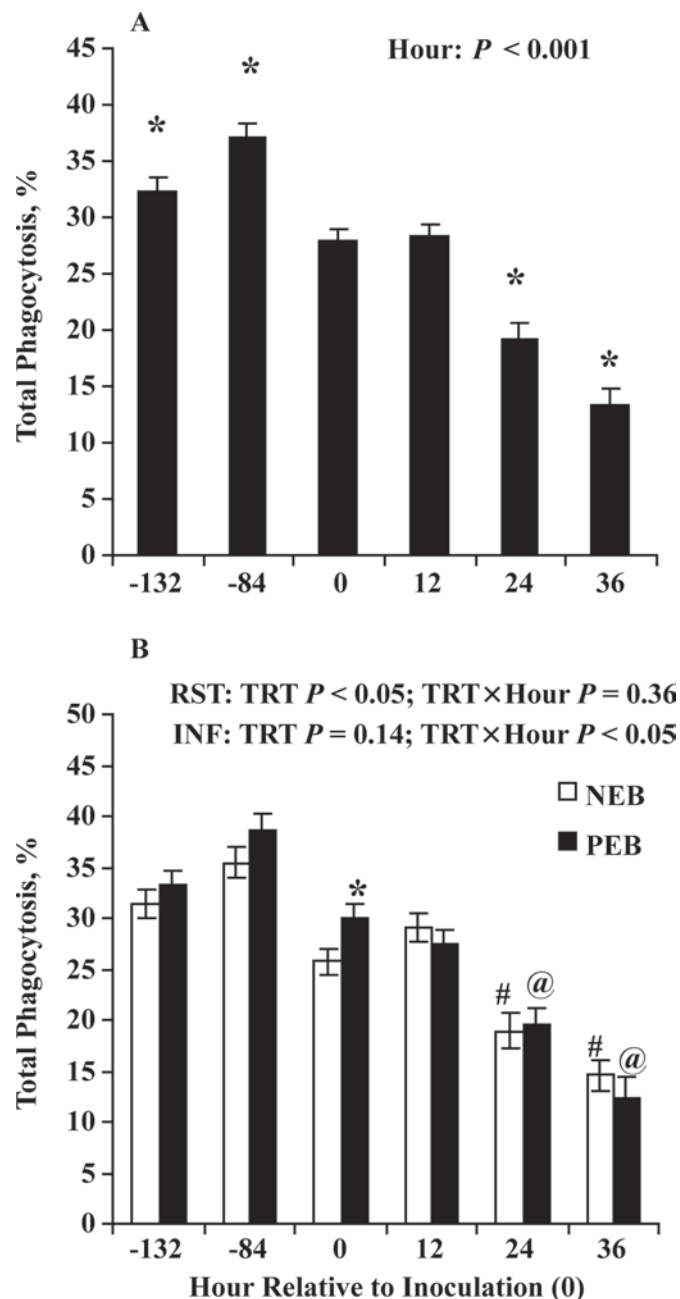 A
Hour: P < 0.001
Total Phagocytosis, %
45
40
35
30
25
20
15
10
5
0
* * * *
-132 -84 0 12 24 36
B
RST: TRT P < 0.05; TRT×Hour P = 0.36
INF: TRT P = 0.14; TRT×Hour P < 0.05
NEB
PEB
Total Phagocytosis, %
50
45
40
35
30
25
20
15
10
5
0
* # @ # @
-132 -84 0 12 24 36
Hour Relative to Inoculation (0)